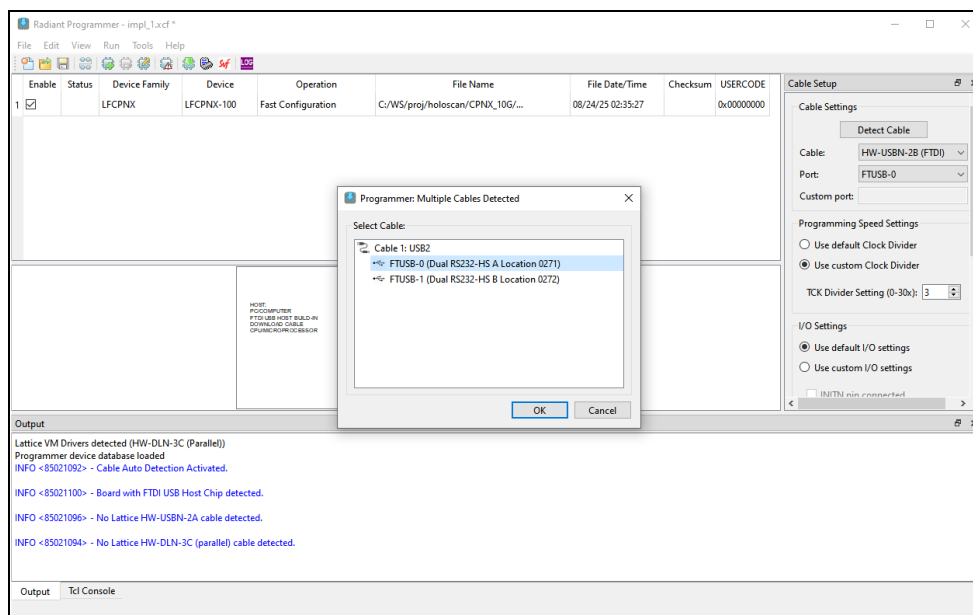 Radiant Programmer - impl_1.xcf *
File Edit View Run Tools Help
Enable Status Device Family Device Operation File Name File Date/Time Checksum USERCODE
1 LFCPNX LFCPNX-100 Fast Configuration C:/WS/proj/holoscan/CPNX_10G/... 08/24/25 02:35:27 0x00000000
Cable Setup
Cable Settings
Detect Cable
Cable: HW-USBN-2B (FTDI)
Port: FTUSB-0
Custom port:
Programming Speed Settings
Use default Clock Divider
Use custom Clock Divider
TCK Divider Setting (0-30x): 3
I/O Settings
Use default I/O settings
Use custom I/O settings
INITN pin connected
Programmer: Multiple Cables Detected
Select Cable:
Cable 1: USB2
FTUSB-0 (Dual RS232-HS A Location 0271)
FTUSB-1 (Dual RS232-HS B Location 0272)
OK Cancel
HOST:
PC/COMPUTER
FTDI USB HOST BUILD-IN
DOWNLOAD CABLE
CPU/MICROPROCESSOR
Output
Lattice VM Drivers detected (HW-DLN-3C (Parallel))
Programmer device database loaded
INFO <85021092> - Cable Auto Detection Activated.
INFO <85021100> - Board with FTDI USB Host Chip detected.
INFO <85021096> - No Lattice HW-USBN-2A cable detected.
INFO <85021094> - No Lattice HW-DLN-3C (parallel) cable detected.
Output Tcl Console